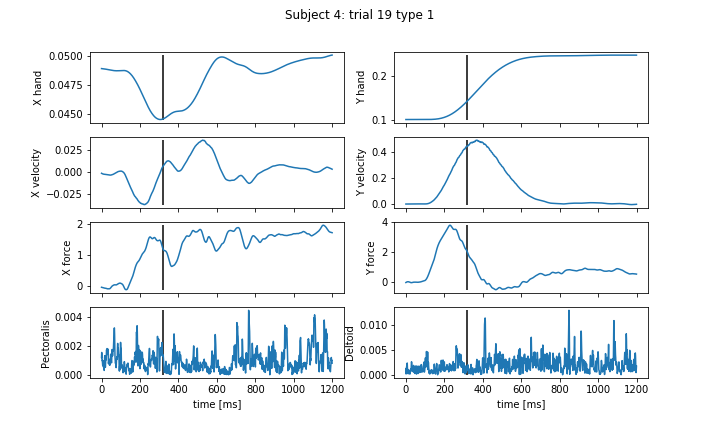 Subject 4: trial 19 type 1
X hand
0.0500
0.0475
0.0450
Y hand
0.2
0.1
X velocity
0.025
0.000
−0.025
Y velocity
0.4
0.2
0.0
X force
2
1
0
Y force
4
2
0
Pectoralis
0.004
0.002
0.000
0 200 400 600 800 1000 1200
time [ms]
Deltoid
0.010
0.005
0.000
0 200 400 600 800 1000 1200
time [ms]